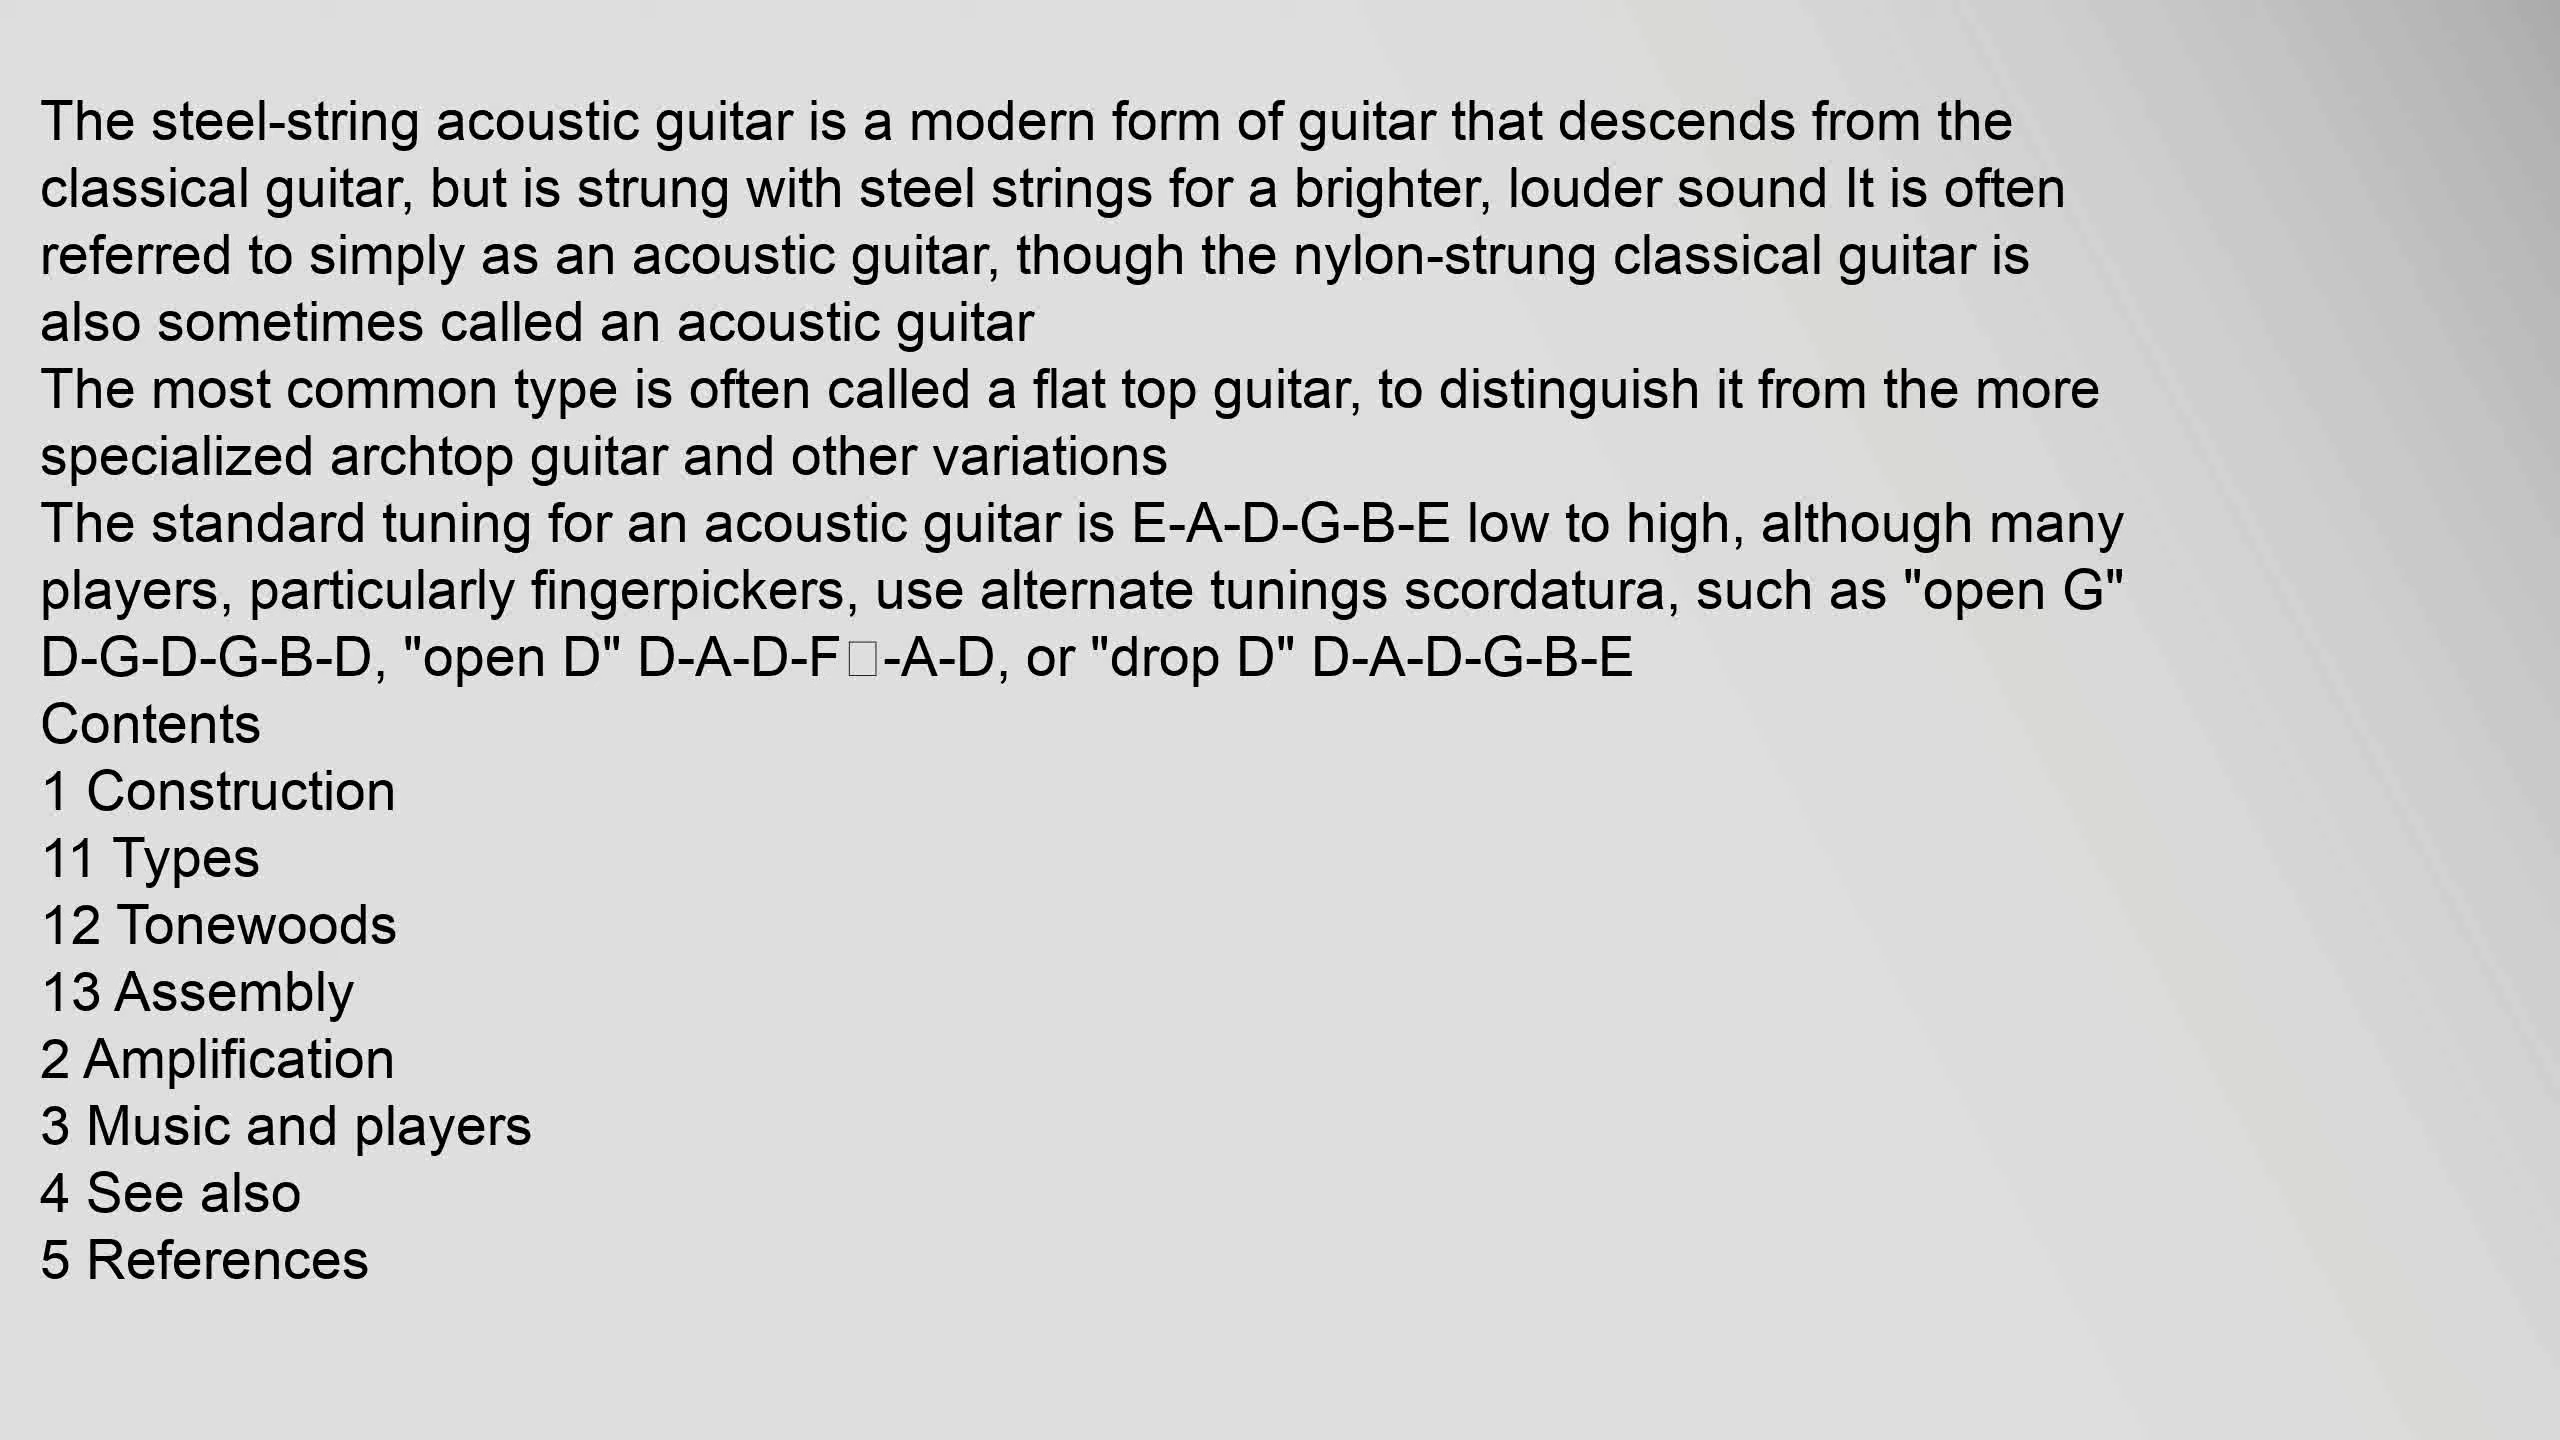 The steel-string acoustic guitar is a modern form of guitar that descends from the
classical guitar, but is strung with steel strings for a brighter, louder sound It is often
referred to simply as an acoustic guitar, though the nylon-strung classical guitar is
also sometimes called an acoustic guitar
The most common type is often called a flat top guitar, to distinguish it from the more
specialized archtop guitar and other variations
The standard tuning for an acoustic guitar is E-A-D-G-B-E low to high, although many
players, particularly fingerpickers, use alternate tunings scordatura, such as "open G"
D-G-D-G-B-D, "open D" D-A-D-F□-A-D, or "drop D" D-A-D-G-B-E
Contents
1 Construction
11 Types
12 Tonewoods
13 Assembly
2 Amplification
3 Music and players
4 See also
5 References